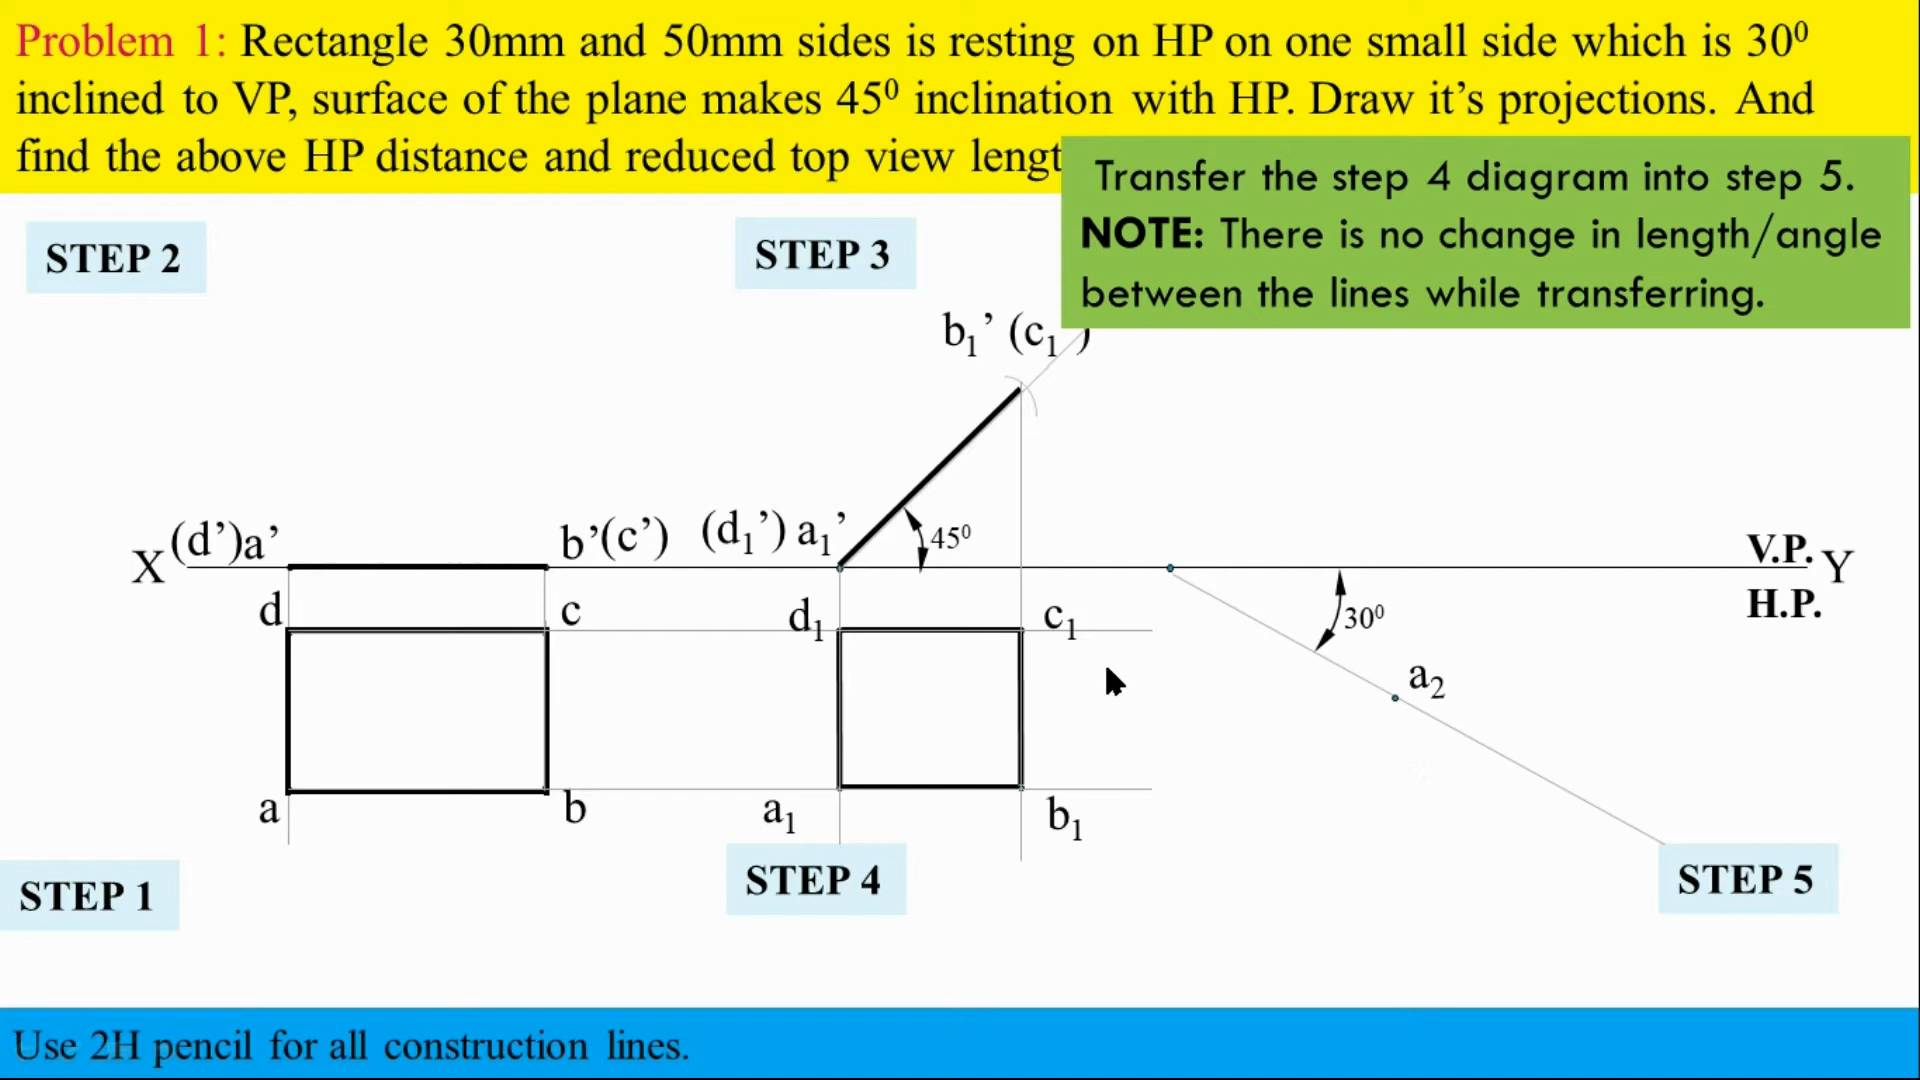 Problem 1: Rectangle 30mm and 50mm sides is resting on HP on one small side which is 30⁰
inclined to VP, surface of the plane makes 45⁰ inclination with HP. Draw it’s projections. And
find the above HP distance and reduced top view lengt
Transfer the step 4 diagram into step 5.
NOTE: There is no change in length/angle
between the lines while transferring.
STEP 2
STEP 3
b₁’ (c₁ )
X (d’)a’ b’(c’) (d₁’) a₁’ 45⁰ V.P. Y
d c d₁ c₁ 30⁰ H.P.
a₂
a b a₁ b₁
STEP 1
STEP 4
STEP 5
Use 2H pencil for all construction lines.